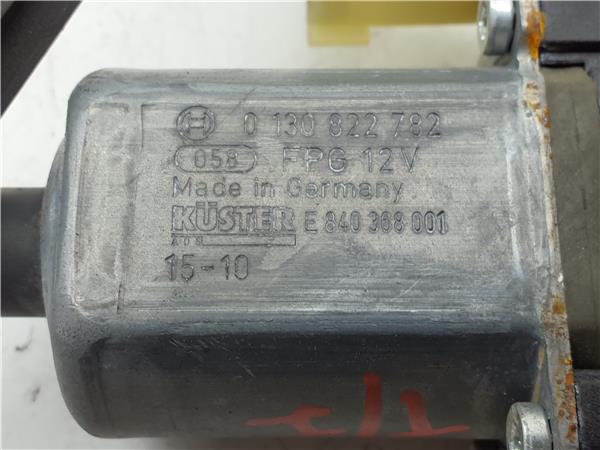 0 130 822 782
058 FPG 12V
Made in Germany
KÜSTER E 840 368 001
15-10